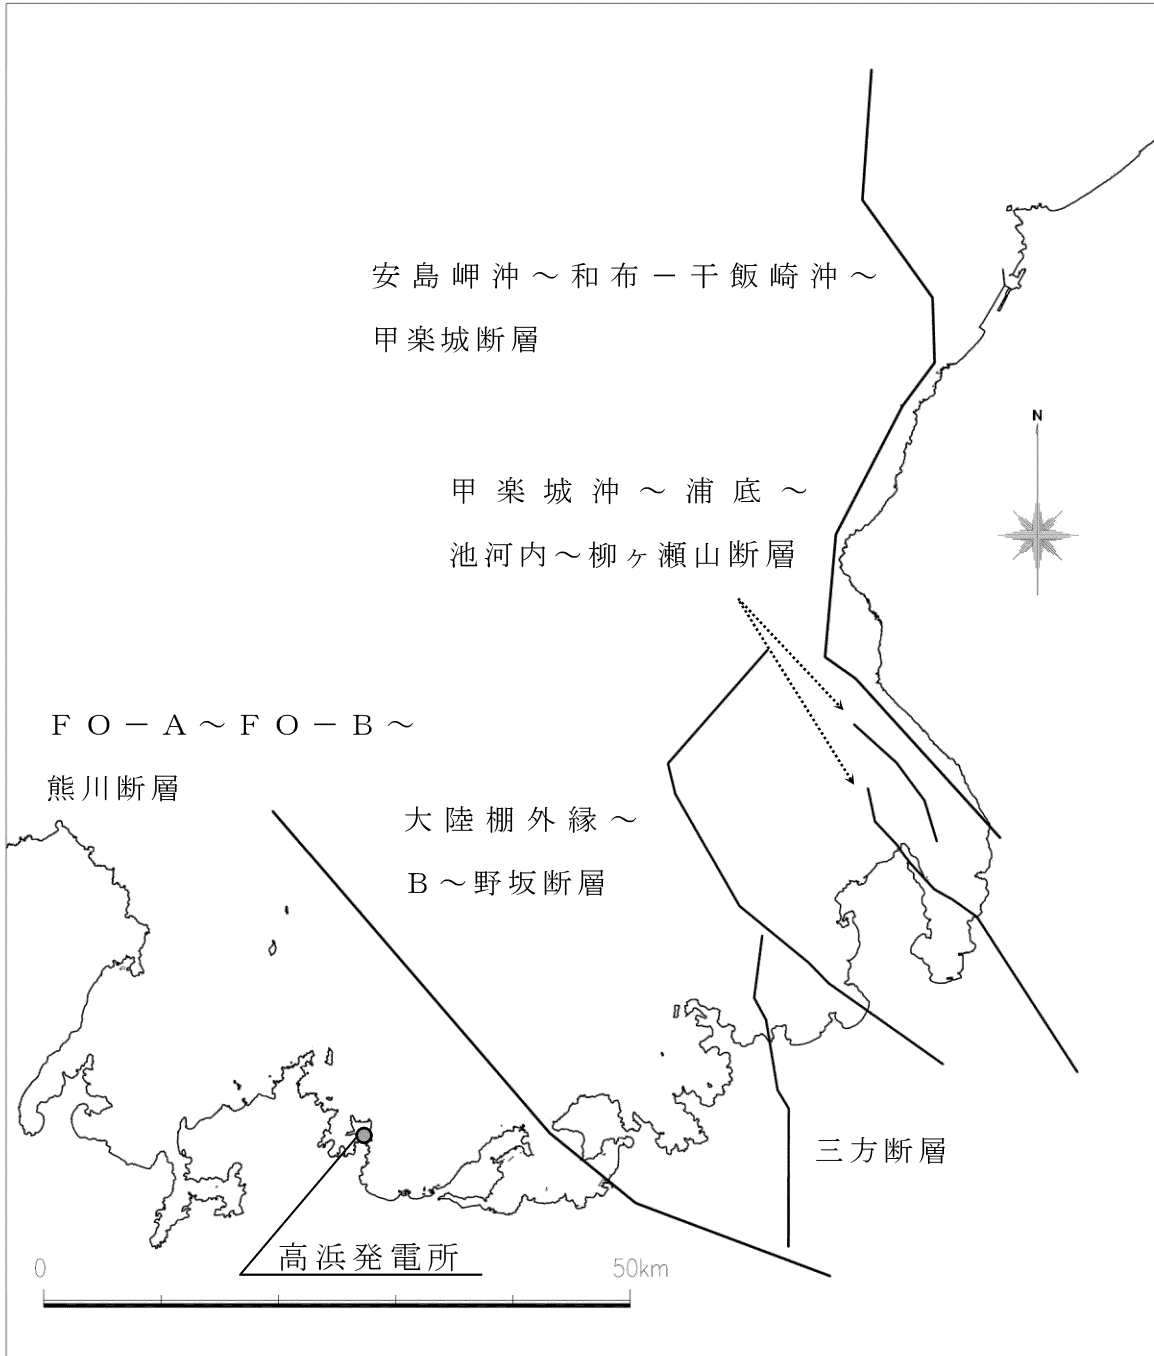 安島岬沖～和布－干飯崎沖～
甲楽城断層
N
甲楽城沖～浦底～
池河内～柳ヶ瀬山断層
ＦＯ－Ａ～ＦＯ－Ｂ～
熊川断層
大陸棚外縁～
Ｂ～野坂断層
三方断層
高浜発電所
0
50km